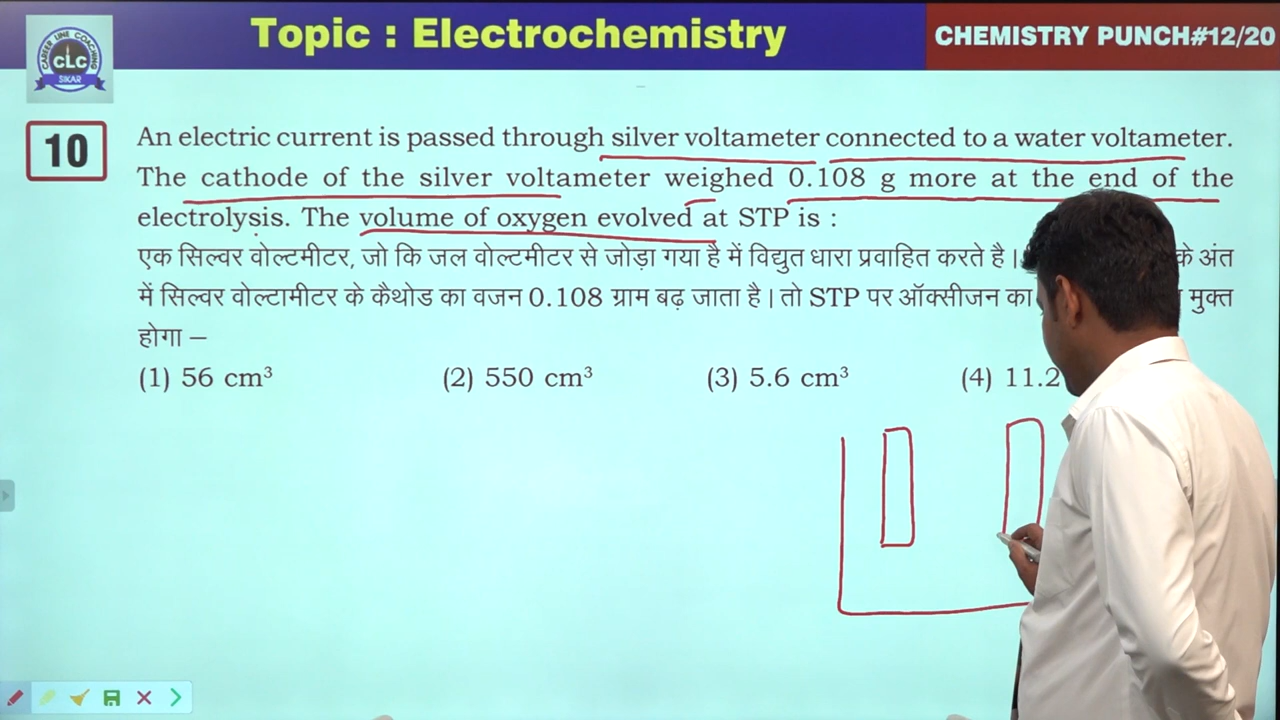 Topic : Electrochemistry
CHEMISTRY PUNCH#12/20
CAREER LINE COACHING
CLC
SIKAR
10
An electric current is passed through silver voltameter connected to a water voltameter.
The cathode of the silver voltameter weighed 0.108 g more at the end of the
electrolysis. The volume of oxygen evolved at STP is :
एक सिल्वर वोल्टमीटर, जो कि जल वोल्टमीटर से जोड़ा गया है में विद्युत धारा प्रवाहित करते है। के अंत
में सिल्वर वोल्टामीटर के कैथोड का वजन 0.108 ग्राम बढ़ जाता है। तो STP पर ऑक्सीजन का मुक्त
होगा –
(1) 56 cm³ (2) 550 cm³ (3) 5.6 cm³ (4) 11.2